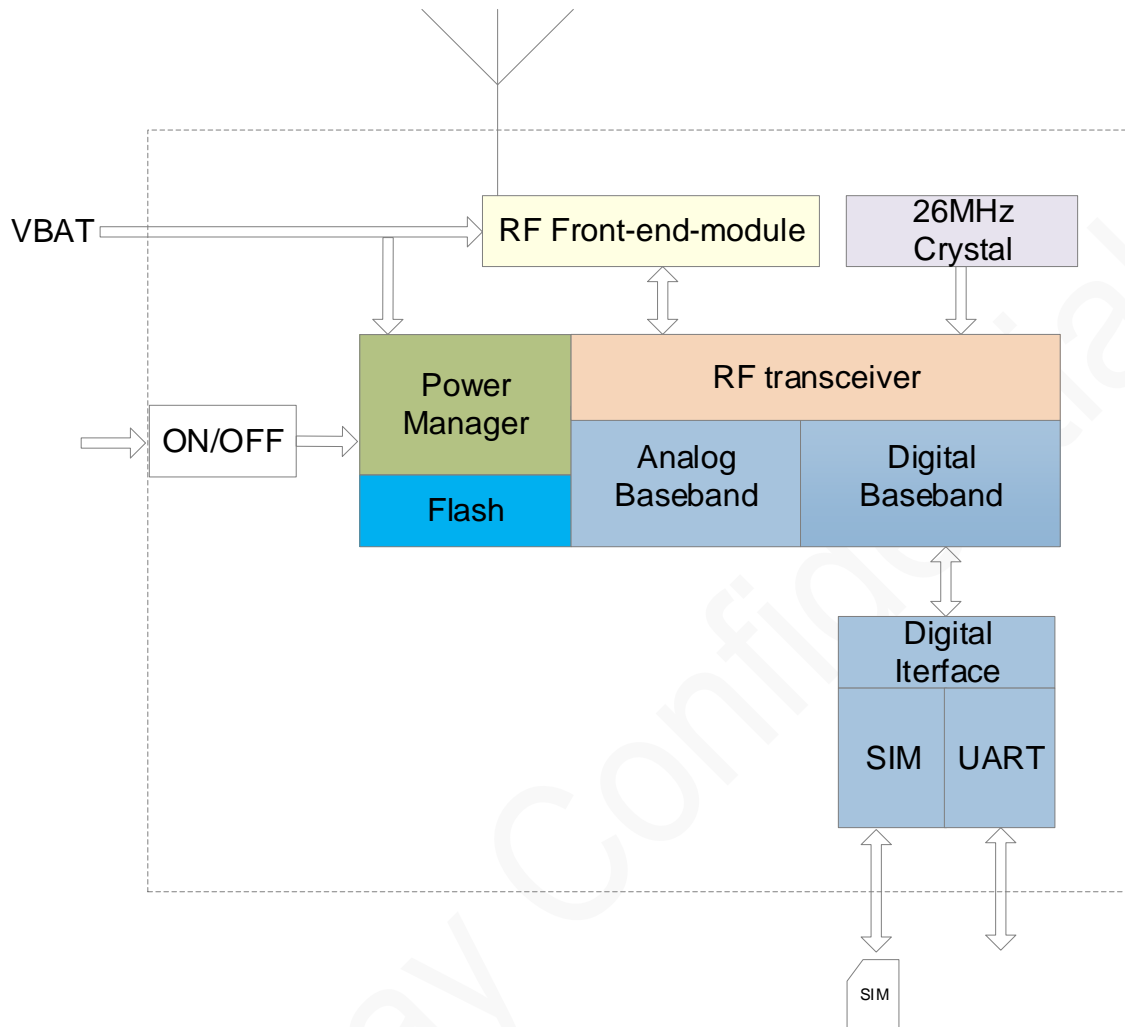 VBAT
RF Front-end-module
26MHz
Crystal
Power
Manager
RF transceiver
ON/OFF
Analog
Baseband
Digital
Baseband
Flash
Digital
Iterface
SIM
UART
SIM